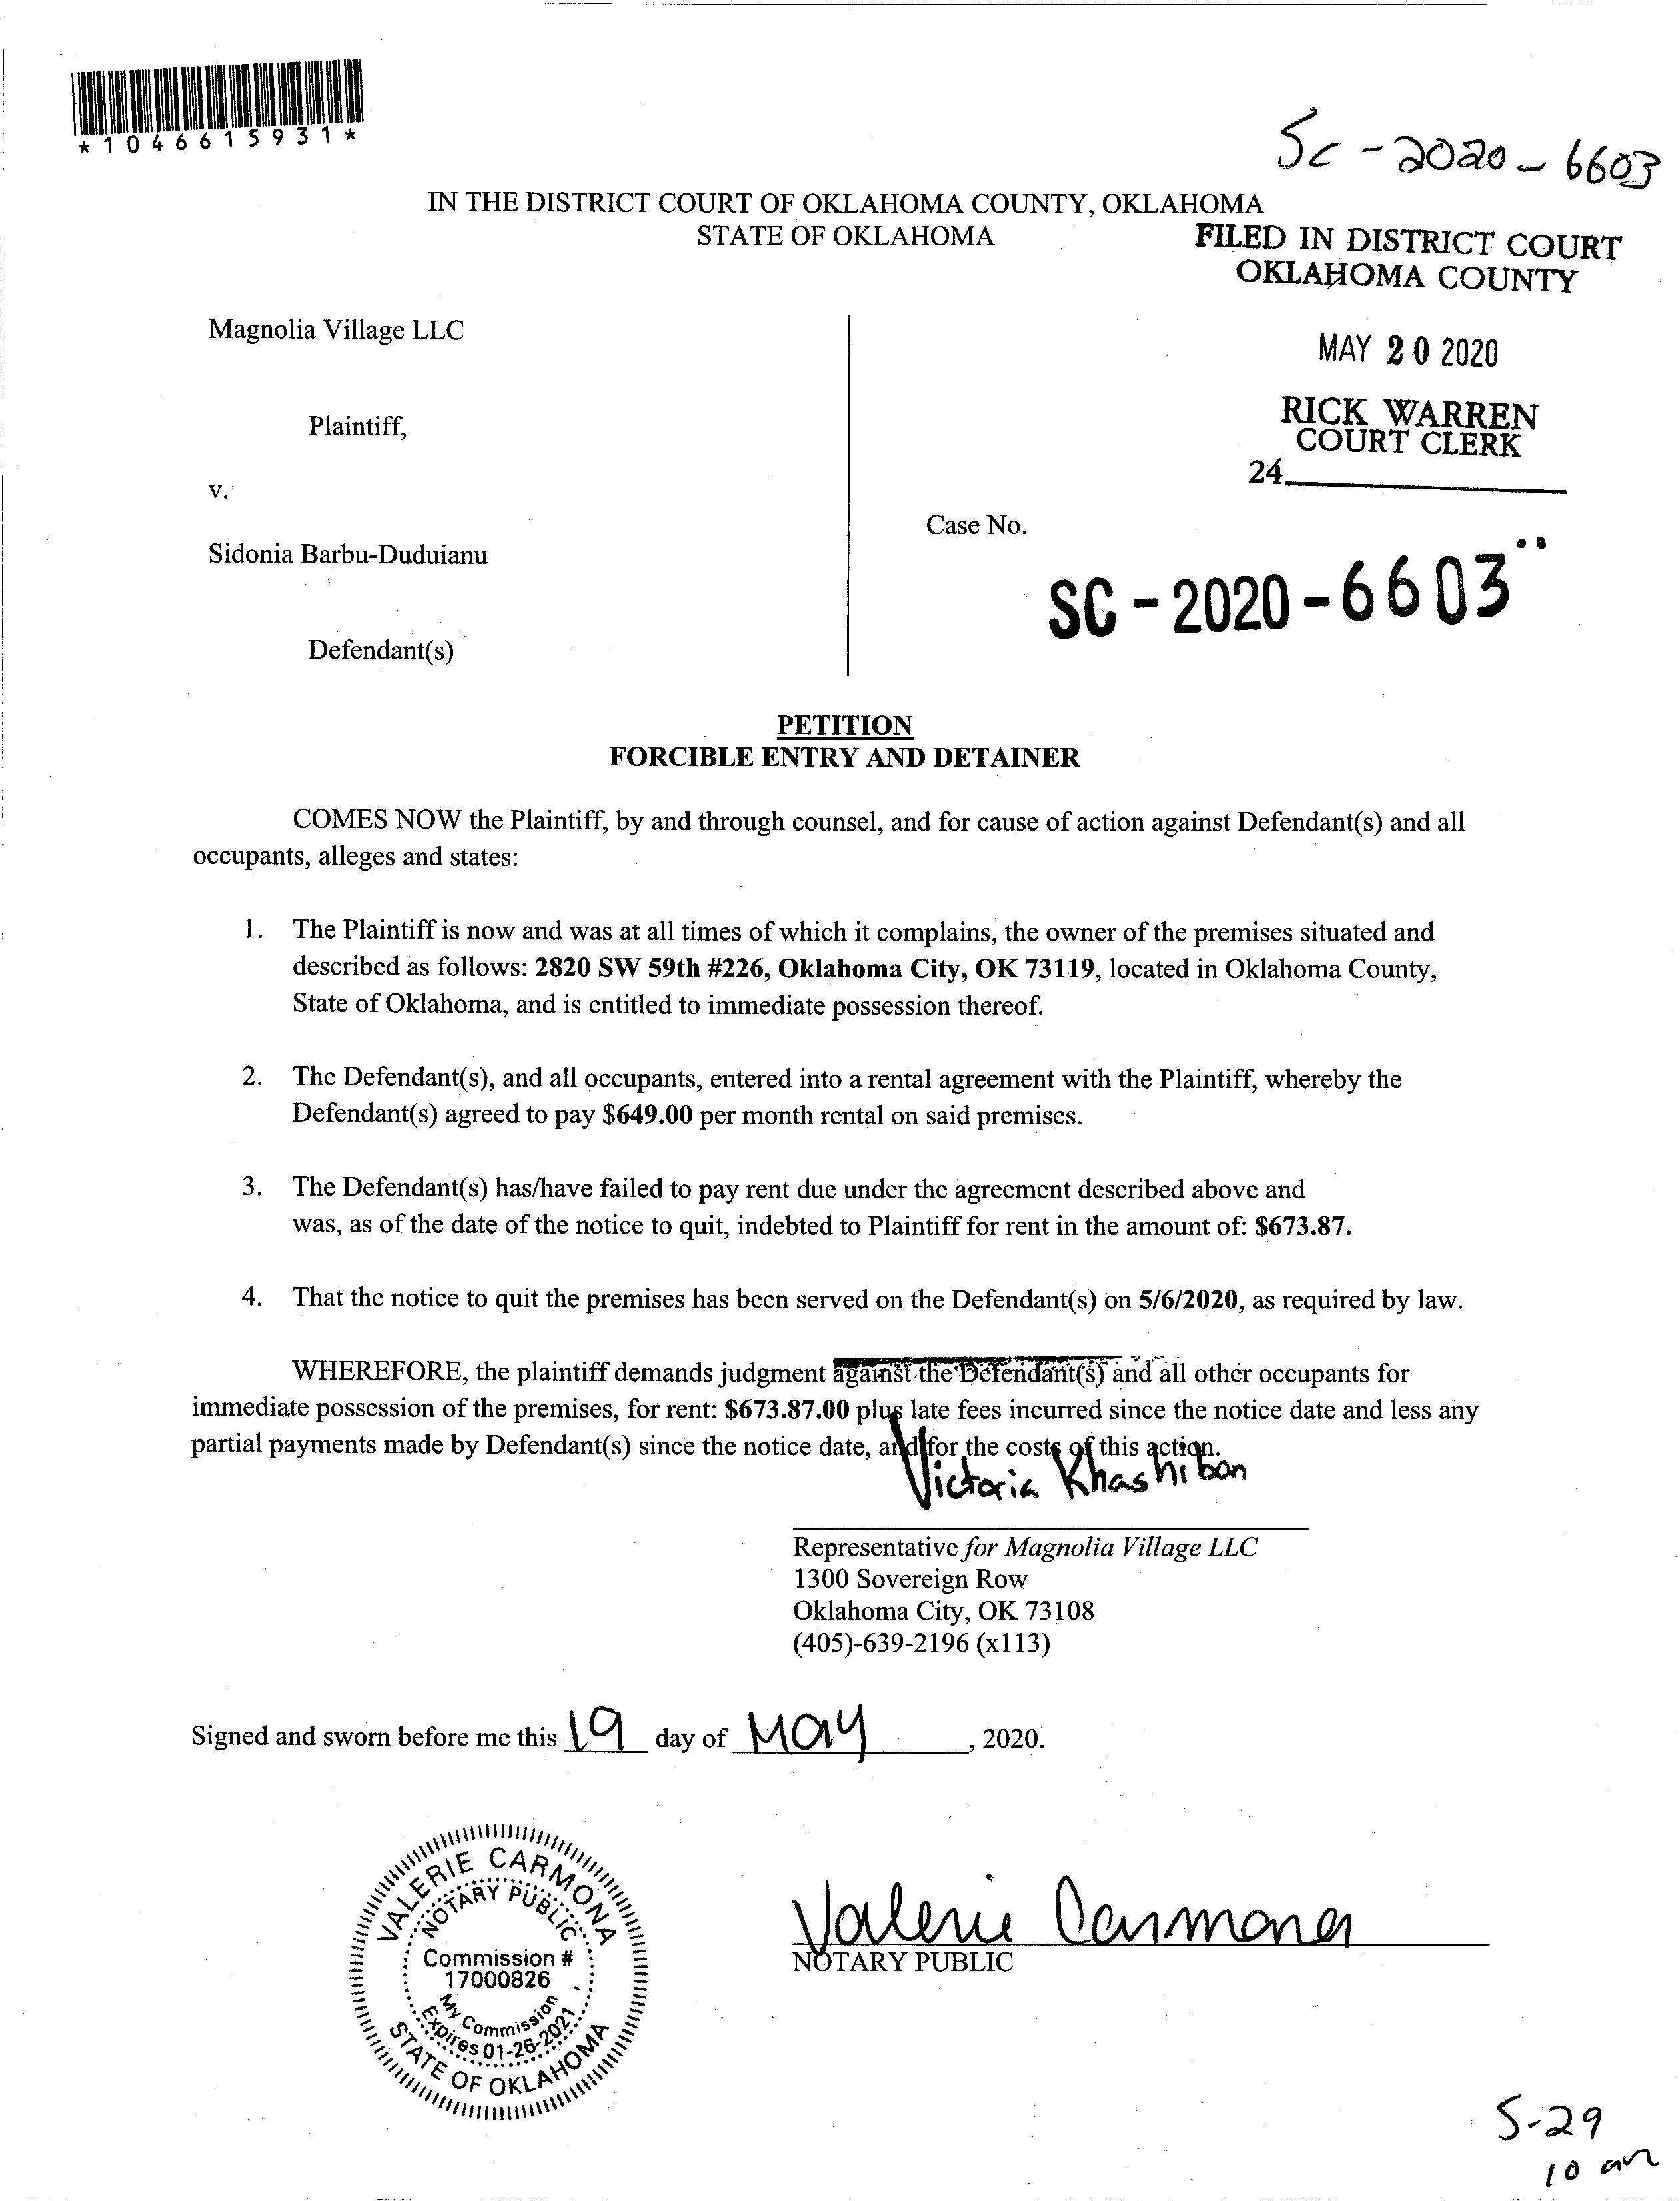 *1046615931*
SC-2020-6603
IN THE DISTRICT COURT OF OKLAHOMA COUNTY, OKLAHOMA
STATE OF OKLAHOMA
FILED IN DISTRICT COURT
OKLAHOMA COUNTY
Magnolia Village LLC
MAY 20 2020
Plaintiff,
RICK WARREN
COURT CLERK
24
v.
Case No.
Sidonia Barbu-Duduianu
SC-2020-6603
Defendant(s)
PETITION
FORCIBLE ENTRY AND DETAINER
COMES NOW the Plaintiff, by and through counsel, and for cause of action against Defendant(s) and all
occupants, alleges and states:
1. The Plaintiff is now and was at all times of which it complains, the owner of the premises situated and
described as follows: 2820 SW 59th #226, Oklahoma City, OK 73119, located in Oklahoma County,
State of Oklahoma, and is entitled to immediate possession thereof.
2. The Defendant(s), and all occupants, entered into a rental agreement with the Plaintiff, whereby the
Defendant(s) agreed to pay $649.00 per month rental on said premises.
3. The Defendant(s) has/have failed to pay rent due under the agreement described above and
was, as of the date of the notice to quit, indebted to Plaintiff for rent in the amount of: $673.87.
4. That the notice to quit the premises has been served on the Defendant(s) on 5/6/2020, as required by law.
WHEREFORE, the plaintiff demands judgment against the Defendant(s) and all other occupants for
immediate possession of the premises, for rent: $673.87.00 plus late fees incurred since the notice date and less any
partial payments made by Defendant(s) since the notice date, and for the costs of this action.
Victoria Khashibon
Representative for Magnolia Village LLC
1300 Sovereign Row
Oklahoma City, OK 73108
(405)-639-2196 (x113)
Signed and sworn before me this 19 day of May, 2020.
VALERIE CARMONA
NOTARY PUBLIC
Commission #
17000826
My Commission
Expires 01-26-2021
STATE OF OKLAHOMA
Valerie Carmona
NOTARY PUBLIC
5-29
10 am